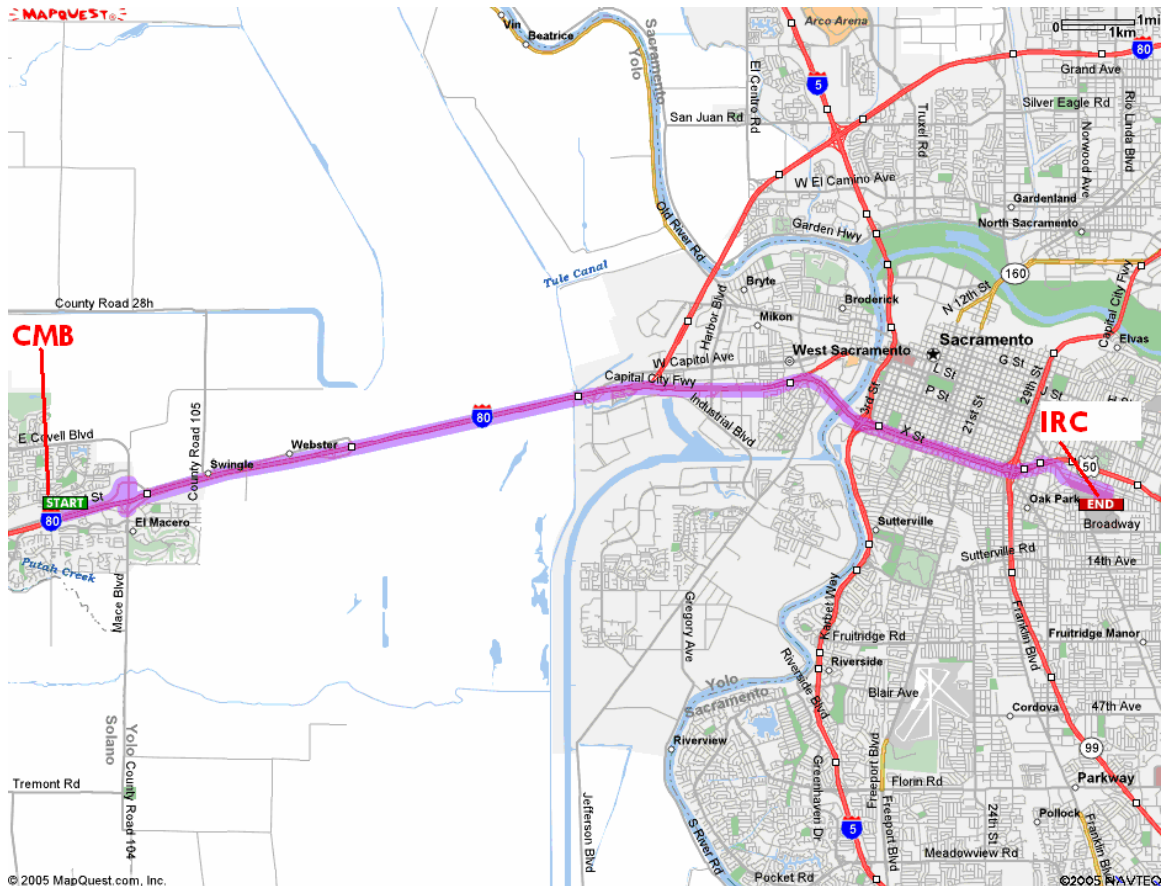 MAPQUEST
Vin
Beatrice
Sacramento
Yolo
Arco Arena
0 1mi
1km
80
Grand Ave
5
El Centro Rd
San Juan Rd
Truxel Rd
Silver Eagle Rd
Norwood Ave
Rio Linda Blvd
W El Camino Ave
Gardenland
North Sacramento
Old River Rd
Garden Hwy
Tule Canal
160
Capital City Fwy
N 12th St
County Road 28h
Bryte
Broderick
Harbor Blvd
Mikon
CMB
Sacramento
Elvas
W Capitol Ave
West Sacramento
G St
L St
J St
P St
Capital City Fwy
3rd St
21st St
29th St
County Road 105
Industrial Blvd
80
X St
IRC
E Covell Blvd
Webster
Swingle
50
START
St
END
Oak Park
Broadway
80
El Macero
Sutterville
Sutterville Rd
14th Ave
Putah Creek
Mace Blvd
Gregory Ave
Karbet Way
Franklin Blvd
Fruitridge Rd
Fruitridge Manor
Riverside
Riverside Blvd
Yolo
Sacramento
Blair Ave
47th Ave
Cordova
Solano
Yolo
County Road 104
Riverview
99
Freeport Blvd
Greenhaven Dr
Florin Rd
Parkway
Tremont Rd
Jefferson Blvd
S River Rd
Freeport Blvd
24th St
Pollock
Franklin Blvd
5
Meadowview Rd
Pocket Rd
© 2005 MapQuest.com, Inc.
©2005 NAVTEQ